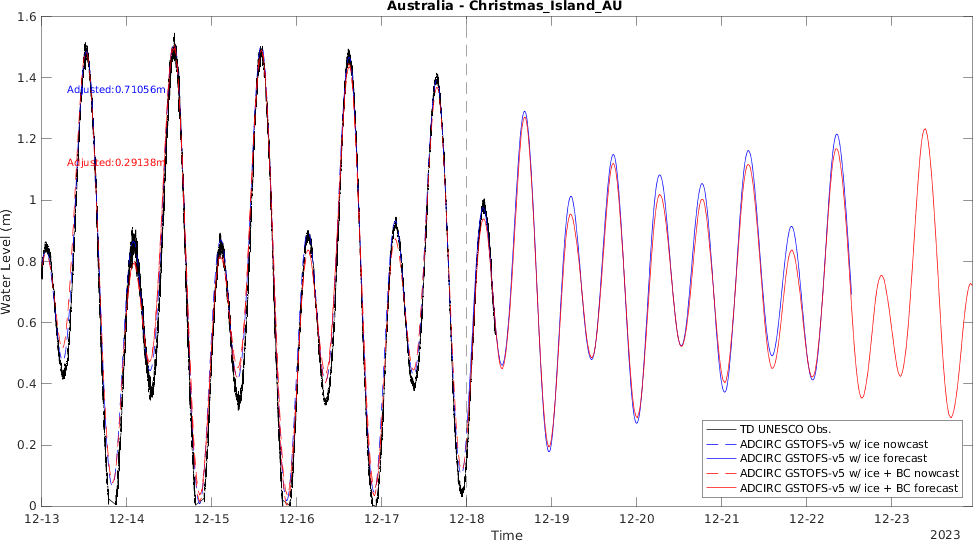 Australia - Christmas_Island_AU
1.6
1.4
1.2
1
0.8
0.6
0.4
0.2
0
Water Level (m)
Adjusted:0.71056m
Adjusted:0.29138m
TD UNESCO Obs.
ADCIRC GSTOFS-v5 w/ ice nowcast
ADCIRC GSTOFS-v5 w/ ice forecast
ADCIRC GSTOFS-v5 w/ ice + BC nowcast
ADCIRC GSTOFS-v5 w/ ice + BC forecast
12-13 12-14 12-15 12-16 12-17 12-18 12-19 12-20 12-21 12-22 12-23
Time
2023